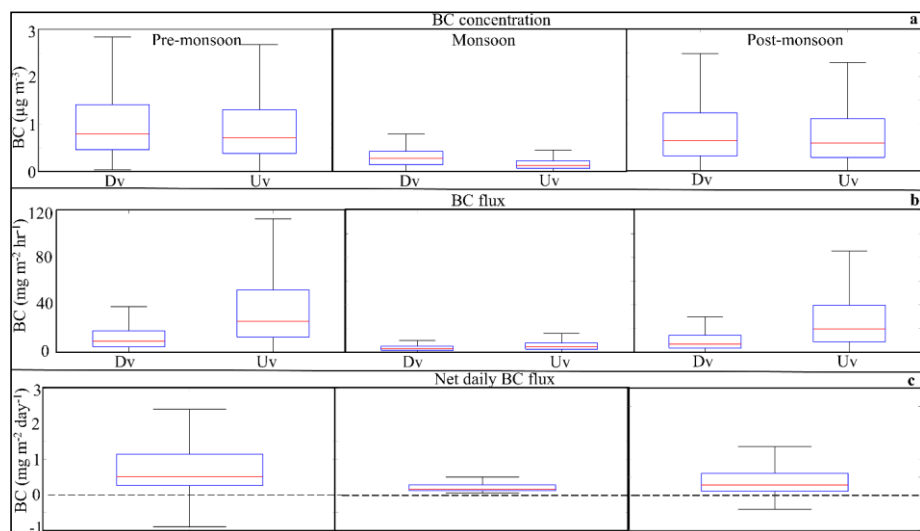 BC concentration a
Pre-monsoon Monsoon Post-monsoon
BC (µg m⁻³)
3
2
1
0
Dv Uv Dv Uv Dv Uv
BC flux b
BC (mg m⁻² hr⁻¹)
120
80
40
0
Dv Uv Dv Uv Dv Uv
Net daily BC flux c
BC (mg m⁻² day⁻¹)
3
2
1
0
-1